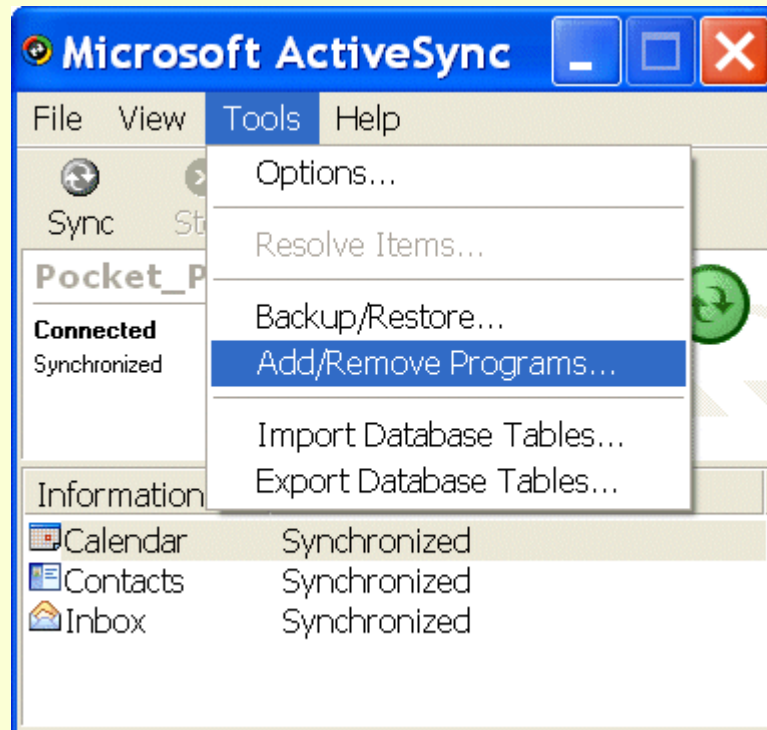 Microsoft ActiveSync
File View Tools Help
Options...
Sync
Resolve Items...
Pocket_P
Connected
Synchronized
Backup/Restore...
Add/Remove Programs...
Import Database Tables...
Export Database Tables...
Information
Calendar Synchronized
Contacts Synchronized
Inbox Synchronized